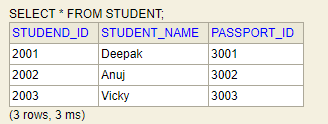 SELECT * FROM STUDENT;
STUDEND_ID STUDENT_NAME PASSPORT_ID
2001 Deepak 3001
2002 Anuj 3002
2003 Vicky 3003
(3 rows, 3 ms)